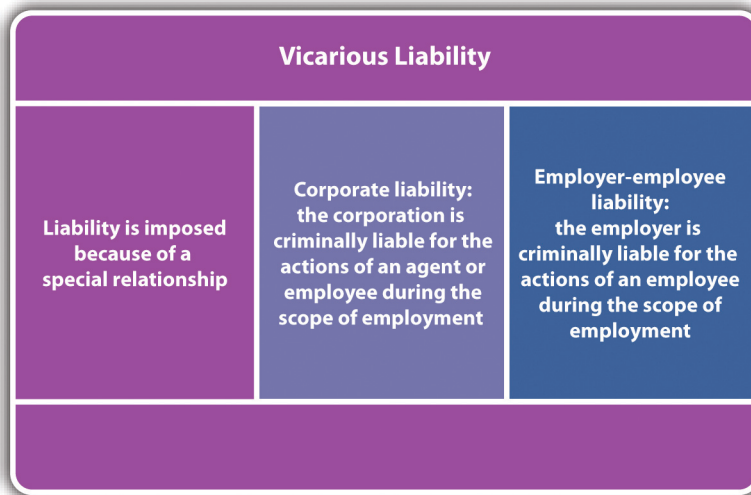 Vicarious Liability
Liability is imposed
because of a
special relationship
Corporate liability:
the corporation is
criminally liable for the
actions of an agent or
employee during the
scope of employment
Employer-employee
liability:
the employer is
criminally liable for the
actions of an employee
during the scope of
employment